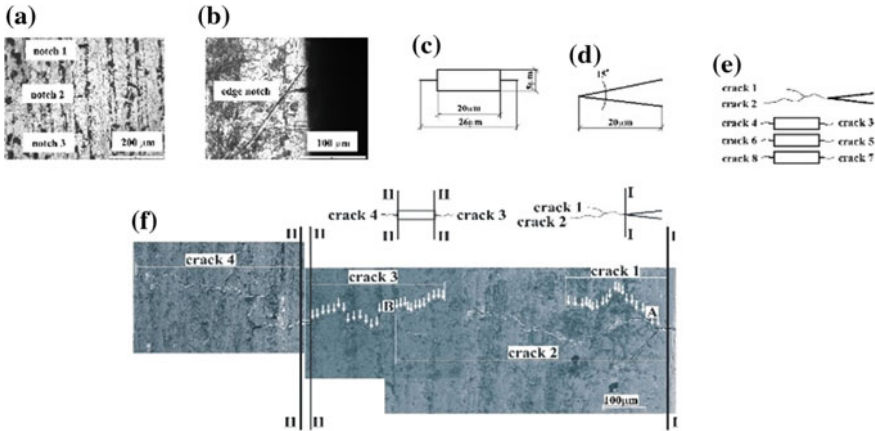 (a)
notch 1
notch 2
notch 3
200 μm
(b)
edge notch
100 μm
(c)
20μm
26μm
5μm
(d)
15°
20μm
(e)
crack 1
crack 2
crack 4
crack 3
crack 6
crack 5
crack 8
crack 7
(f)
II
II
crack 4
crack 3
II
II
I
crack 1
crack 2
I
II
II
I
crack 4
crack 3
crack 1
B
A
crack 2
100μm
II
II
I